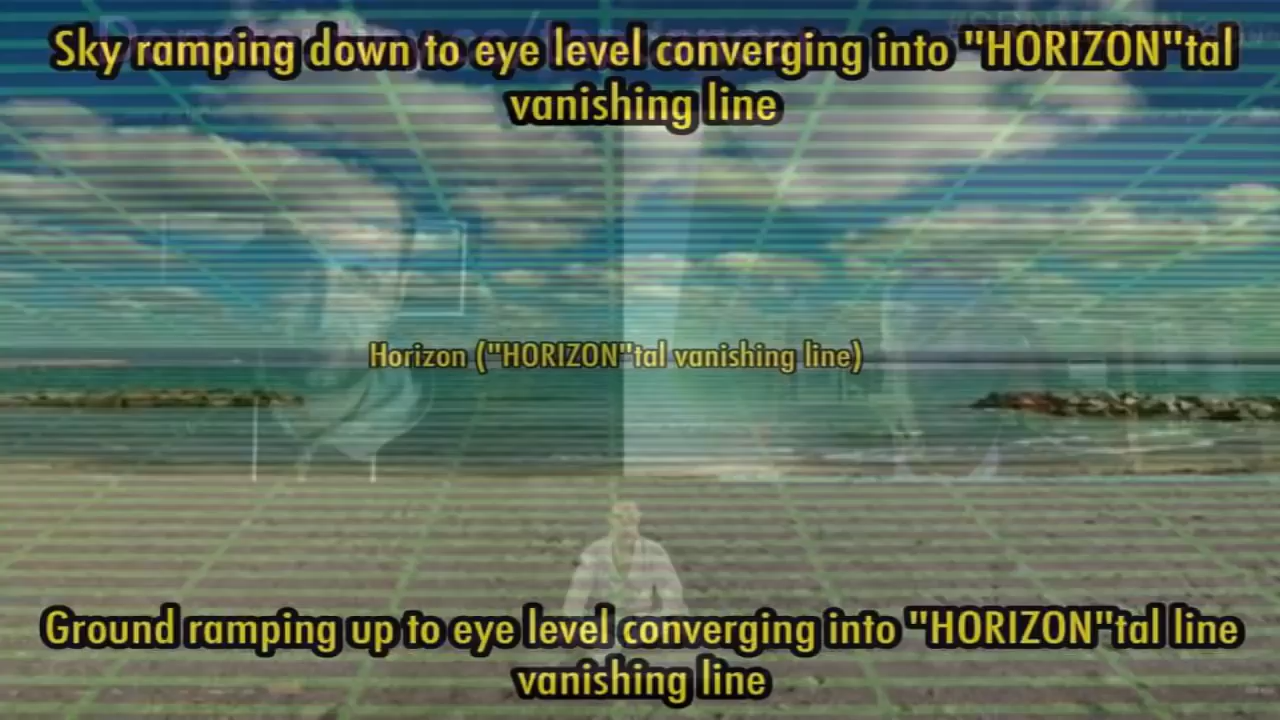 Sky ramping down to eye level converging into "HORIZON"tal
vanishing line
Horizon ("HORIZON"tal vanishing line)
Ground ramping up to eye level converging into "HORIZON"tal line
vanishing line